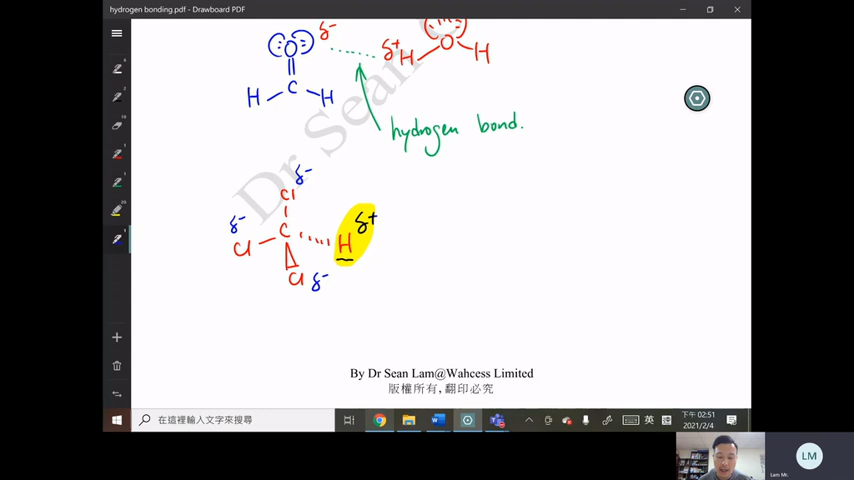 hydrogen bonding.pdf - Drawboard PDF
δ-
O
δ+
H
O
H
C
H
H
hydrogen bond.
Dr Sean
δ-
Cl
δ-
δ+
C
H
Cl
Cl
δ-
By Dr Sean Lam@Wahcess Limited
版權所有，翻印必究
在這裡輸入文字來搜尋
英
下午 02:51
2021/2/4
LM
Lam Mr.